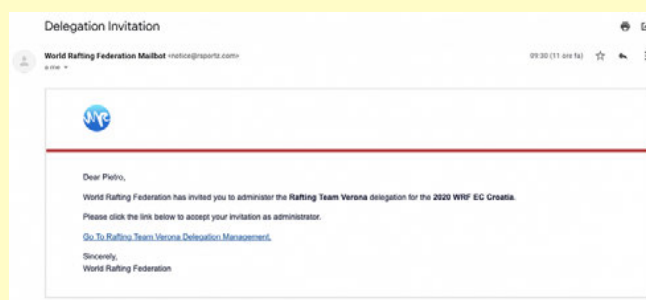 Delegation Invitation
World Rafting Federation Mailbot <notice@rsportz.com>
09:30 (11 ore fa)
a me
WR
Dear Pietro,
World Rafting Federation has invited you to administer the Rafting Team Verona delegation for the 2020 WRF EC Croatia.
Please click the link below to accept your invitation as administrator.
Go To Rafting Team Verona Delegation Management.
Sincerely,
World Rafting Federation